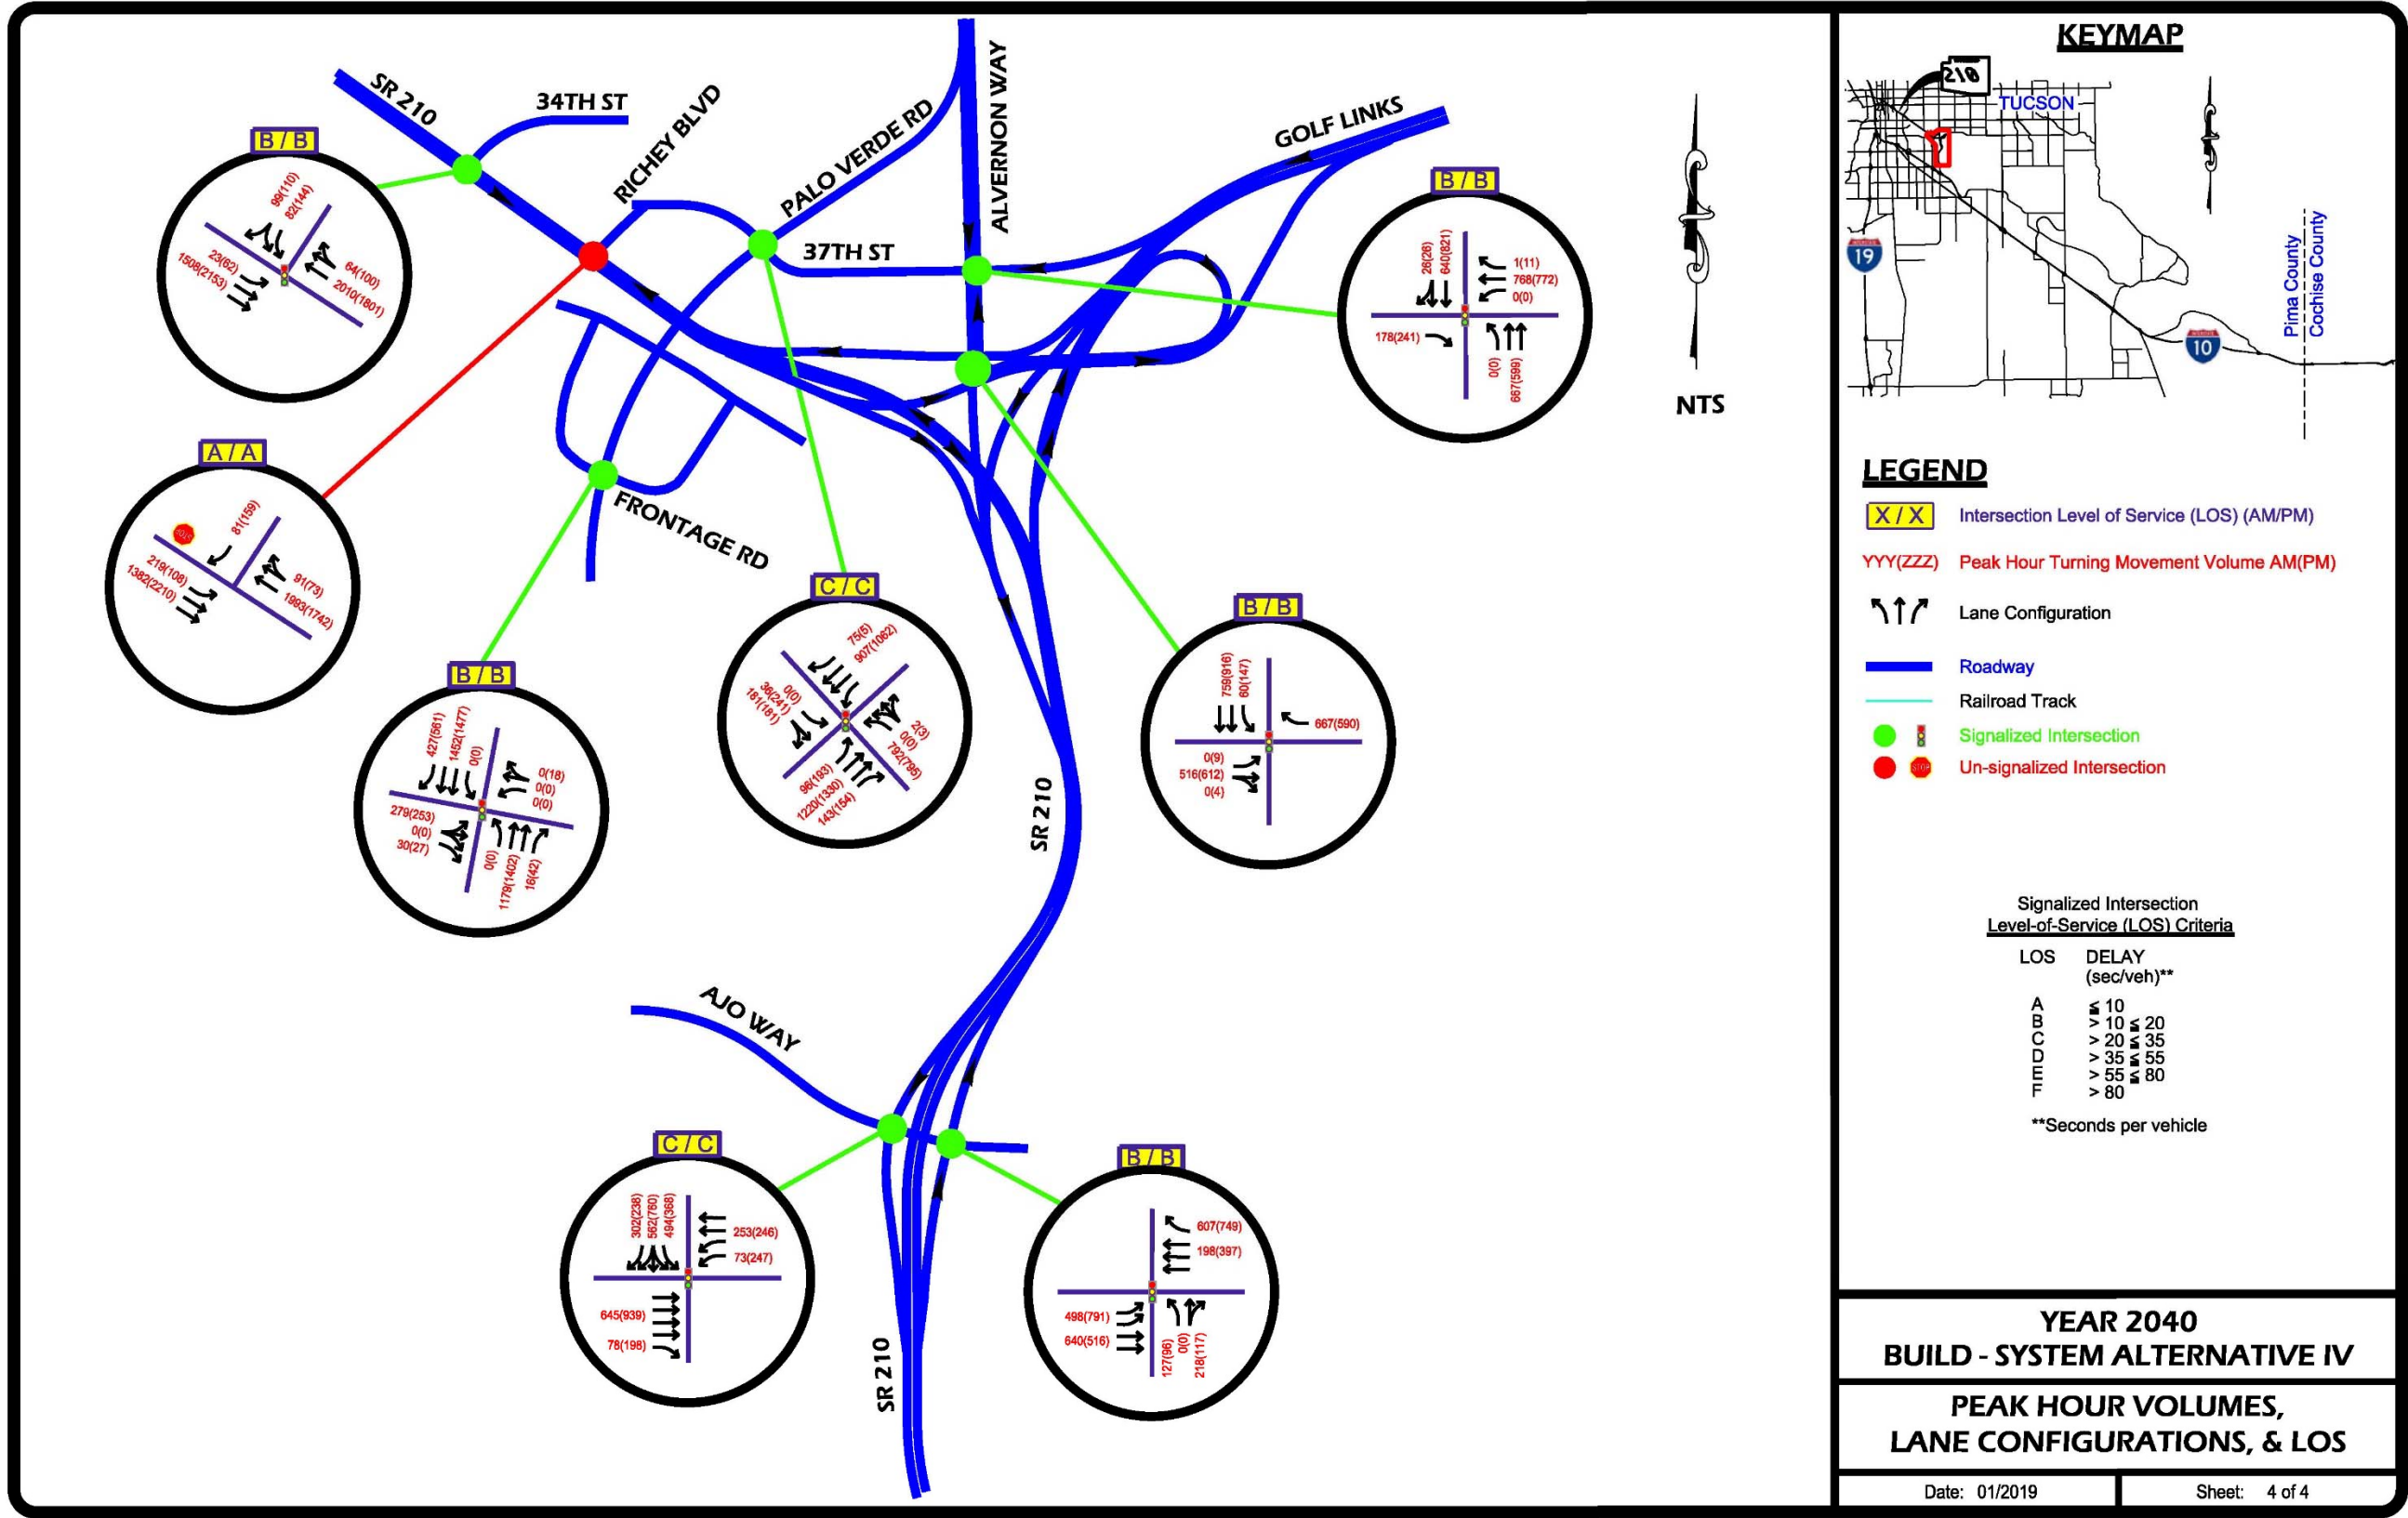 SR 210
34TH ST
RICHEY BLVD
PALO VERDE RD
ALVERNON WAY
GOLF LINKS
37TH ST
FRONTAGE RD
SR 210
AJO WAY
SR 210
NTS
B / B
99(110)
82(144)
23(62)
1508(2153)
64(100)
2010(1801)
A / A
81(159)
219(108)
1382(2210)
91(73)
1993(1742)
B / B
427(561)
1452(1477)
0(0)
0(18)
0(0)
0(0)
279(253)
0(0)
30(27)
0(0)
1179(1402)
16(42)
C / C
75(5)
907(1062)
0(0)
36(241)
181(181)
2(3)
0(0)
792(795)
96(193)
1220(1330)
143(154)
B / B
26(26)
640(821)
1(11)
768(772)
0(0)
178(241)
0(0)
667(599)
B / B
759(916)
60(147)
667(590)
0(9)
516(612)
0(4)
C / C
302(238)
562(760)
494(368)
253(246)
73(247)
645(939)
78(198)
B / B
607(749)
198(397)
498(791)
640(516)
127(96)
0(0)
218(117)
KEYMAP
210
TUCSON
19
10
Pima County
Cochise County
LEGEND
X / X Intersection Level of Service (LOS) (AM/PM)
YYY(ZZZ) Peak Hour Turning Movement Volume AM(PM)
Lane Configuration
Roadway
Railroad Track
Signalized Intersection
Un-signalized Intersection
Signalized Intersection
Level-of-Service (LOS) Criteria
LOS DELAY
(sec/veh)**
A ≦ 10
B > 10 ≦ 20
C > 20 ≦ 35
D > 35 ≦ 55
E > 55 ≦ 80
F > 80
**Seconds per vehicle
YEAR 2040
BUILD - SYSTEM ALTERNATIVE IV
PEAK HOUR VOLUMES,
LANE CONFIGURATIONS, & LOS
Date: 01/2019 Sheet: 4 of 4